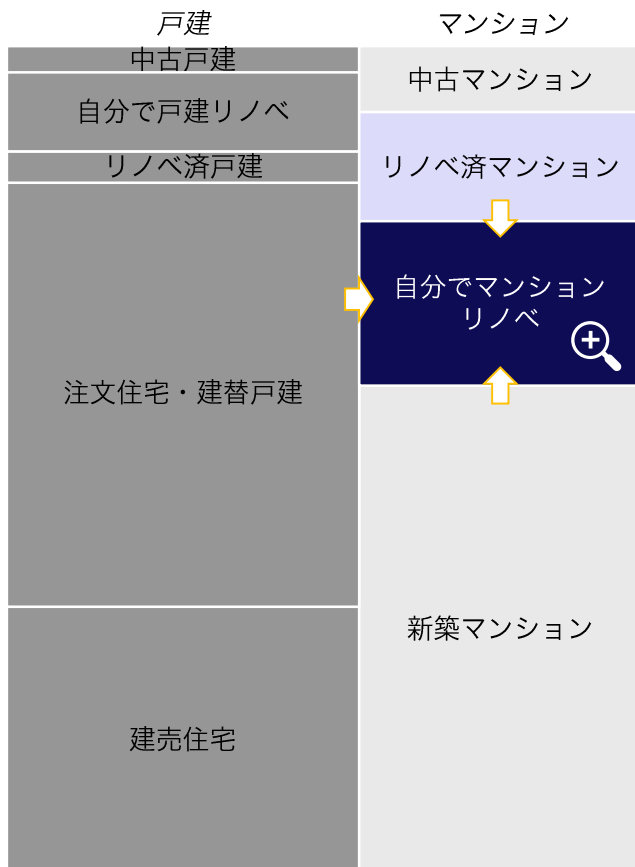 戸建
マンション
中古戸建
自分で戸建リノベ
リノベ済戸建
注文住宅・建替戸建
建売住宅
中古マンション
リノベ済マンション
自分でマンション
リノベ
新築マンション